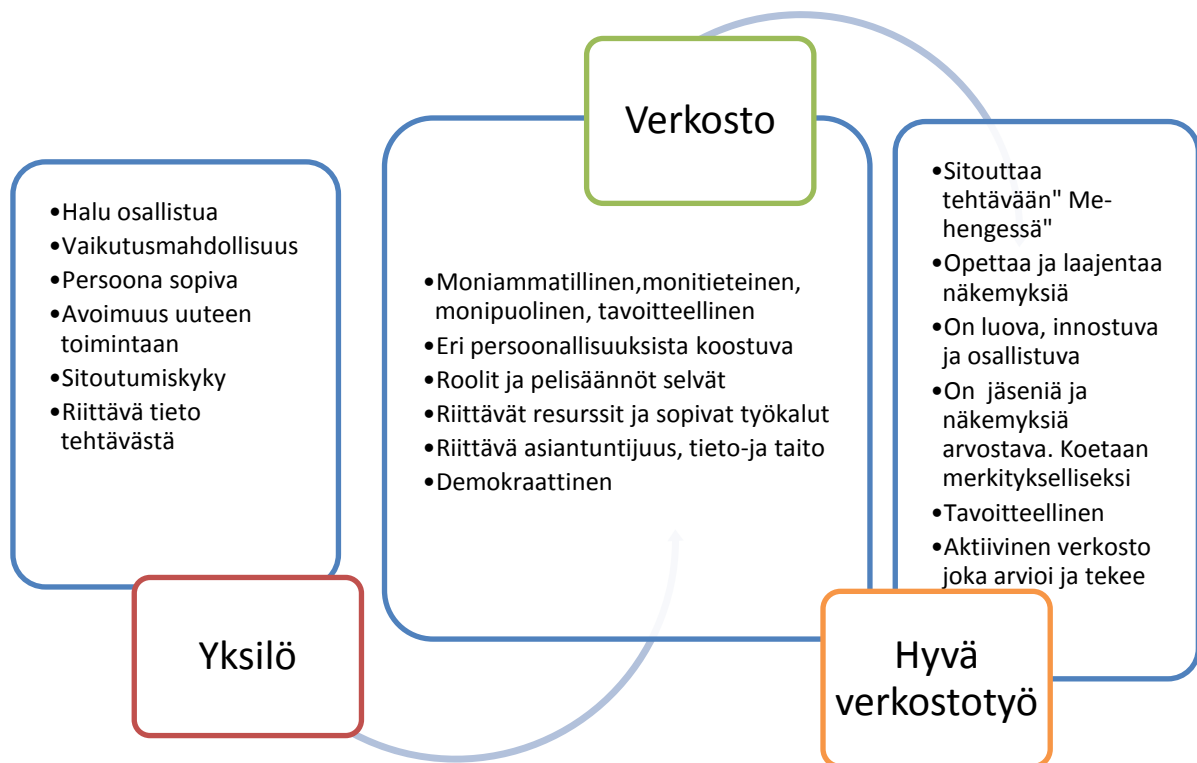 •Halu osallistua
•Vaikutusmahdollisuus
•Persoona sopiva
•Avoimuus uuteen
toimintaan
•Sitoutumiskyky
•Riittävä tieto
tehtävästä
Yksilö
Verkosto
•Moniammatillinen,monitieteinen,
monipuolinen, tavoitteellinen
•Eri persoonallisuuksista koostuva
•Roolit ja pelisäännöt selvät
•Riittävät resurssit ja sopivat työkalut
•Riittävä asiantuntijuus, tieto-ja taito
•Demokraattinen
•Sitouttaa
tehtävään" Me-
hengessä"
•Opettaa ja laajentaa
näkemyksiä
•On luova, innostuva
ja osallistuva
•On  jäseniä ja
näkemyksiä
arvostava. Koetaan
merkitykselliseksi
•Tavoitteellinen
•Aktiivinen verkosto
joka arvioi ja tekee
Hyvä
verkostotyö